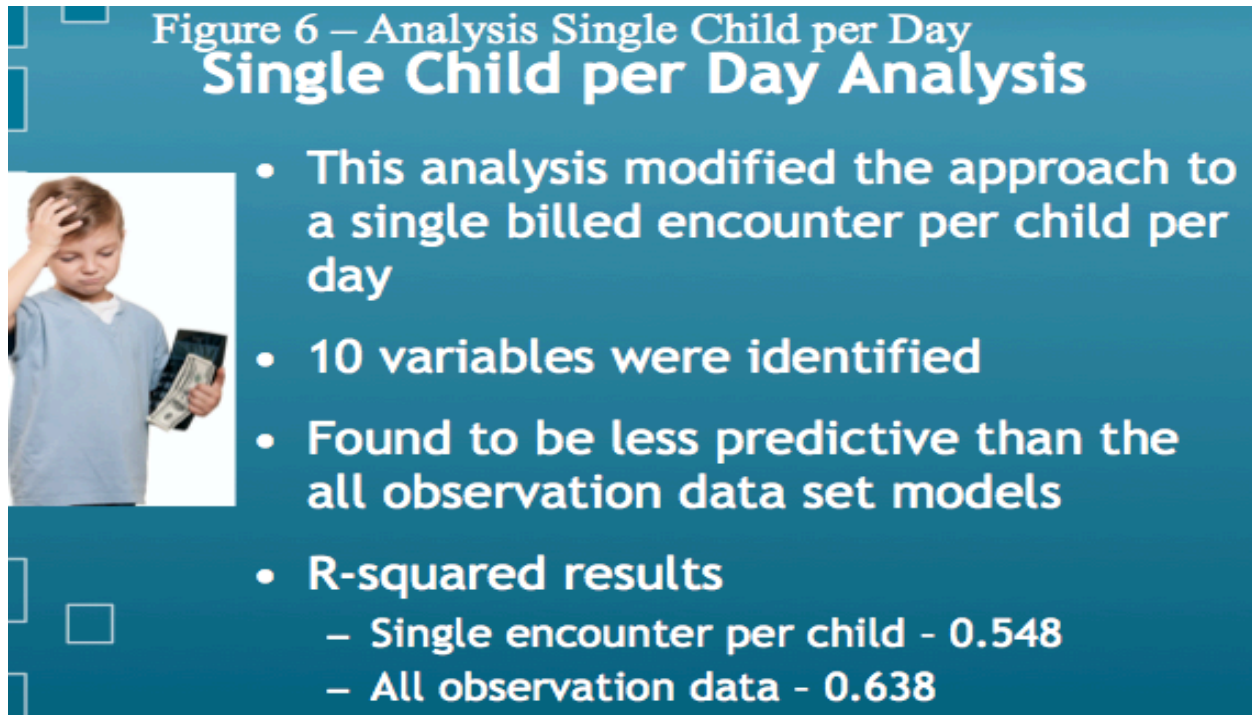 Figure 6 – Analysis Single Child per Day
Single Child per Day Analysis
• This analysis modified the approach to
a single billed encounter per child per
day
• 10 variables were identified
• Found to be less predictive than the
all observation data set models
• R-squared results
– Single encounter per child – 0.548
– All observation data – 0.638